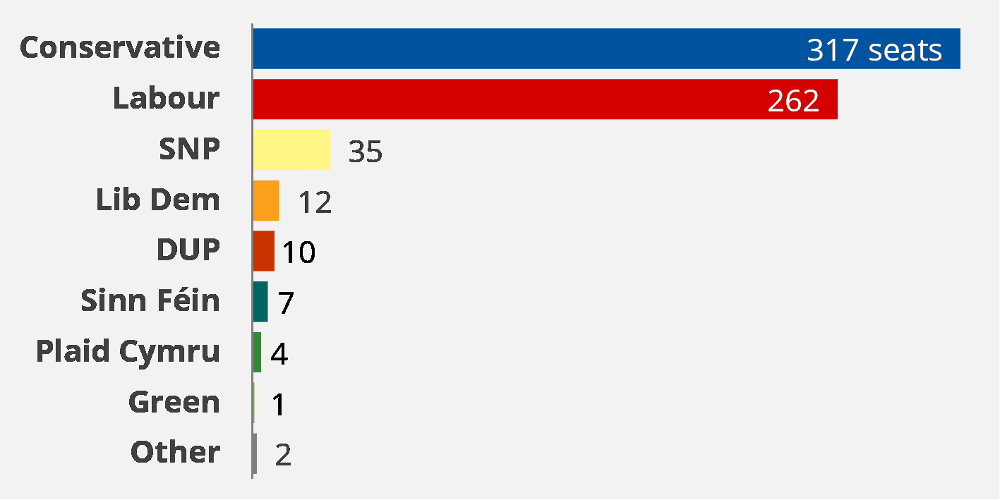 Conservative 317 seats
Labour 262
SNP 35
Lib Dem 12
DUP 10
Sinn Féin 7
Plaid Cymru 4
Green 1
Other 2